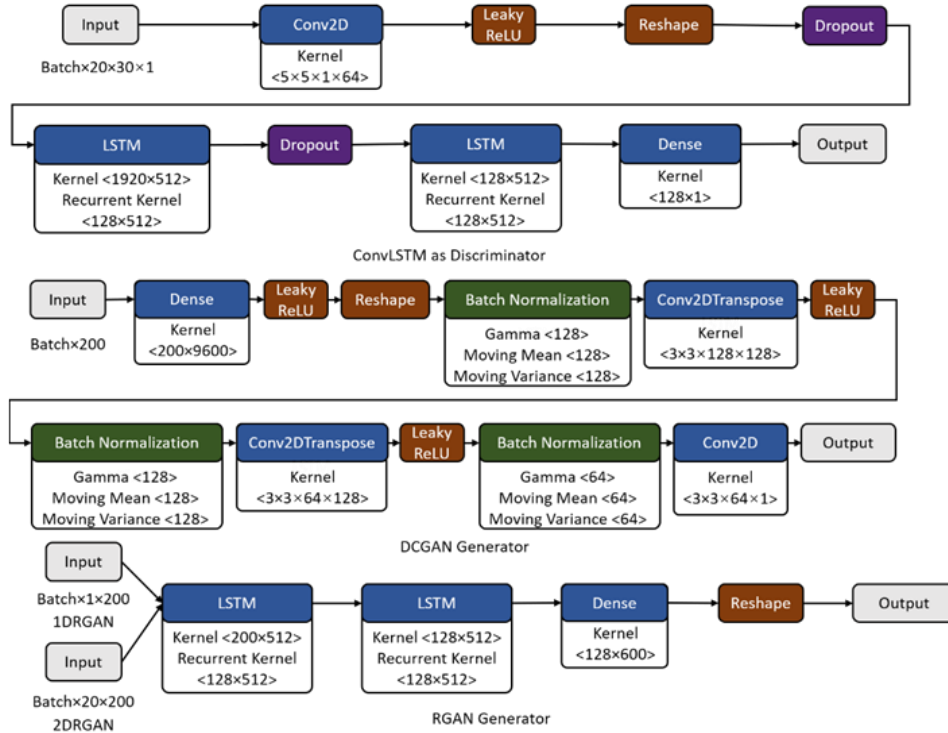 Input
Conv2D
Leaky
ReLU
Reshape
Dropout
Batch×20×30×1
Kernel
<5×5×1×64>
LSTM
Dropout
LSTM
Dense
Output
Kernel <1920×512>
Recurrent Kernel
<128×512>
Kernel <128×512>
Recurrent Kernel
<128×512>
Kernel
<128×1>
ConvLSTM as Discriminator
Input
Dense
Leaky
ReLU
Reshape
Batch Normalization
Conv2DTranspose
Leaky
ReLU
Batch×200
Kernel
<200×9600>
Gamma <128>
Moving Mean <128>
Moving Variance <128>
Kernel
<3×3×128×128>
Batch Normalization
Conv2DTranspose
Leaky
ReLU
Batch Normalization
Conv2D
Output
Gamma <128>
Moving Mean <128>
Moving Variance <128>
Kernel
<3×3×64×128>
Gamma <64>
Moving Mean <64>
Moving Variance <64>
Kernel
<3×3×64×1>
DCGAN Generator
Input
Batch×1×200
1DRGAN
Input
Batch×20×200
2DRGAN
LSTM
LSTM
Dense
Reshape
Output
Kernel <200×512>
Recurrent Kernel
<128×512>
Kernel <128×512>
Recurrent Kernel
<128×512>
Kernel
<128×600>
RGAN Generator